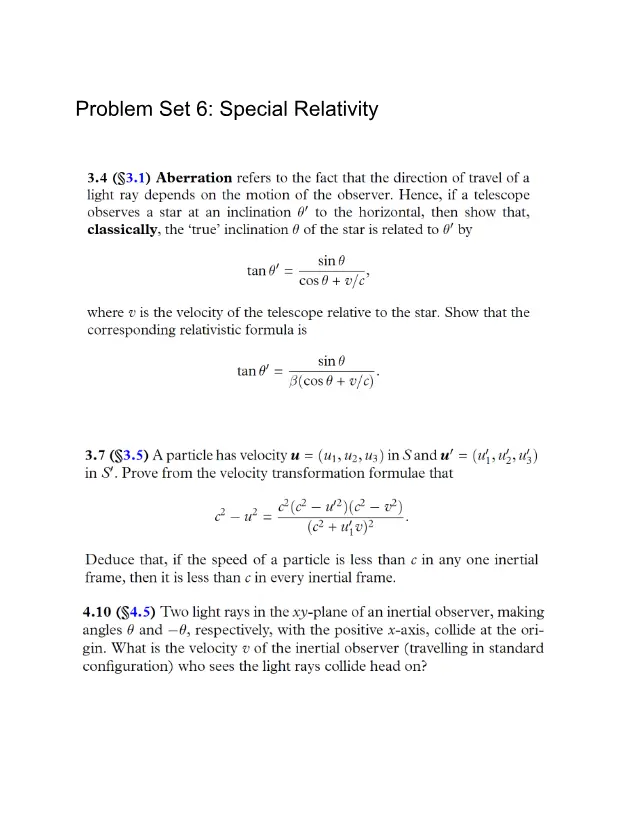 Problem Set 6: Special Relativity
3.4 (§3.1) Aberration refers to the fact that the direction of travel of a
light ray depends on the motion of the observer. Hence, if a telescope
observes a star at an inclination θ′ to the horizontal, then show that,
classically, the ‘true’ inclination θ of the star is related to θ′ by
tan θ′ = sin θ / (cos θ + v/c),
where v is the velocity of the telescope relative to the star. Show that the
corresponding relativistic formula is
tan θ′ = sin θ / (β(cos θ + v/c)).
3.7 (§3.5) A particle has velocity u = (u₁, u₂, u₃) in S and u′ = (u′₁, u′₂, u′₃)
in S′. Prove from the velocity transformation formulae that
c² − u² = c²(c² − u′²)(c² − v²) / (c² + u′₁v)².
Deduce that, if the speed of a particle is less than c in any one inertial
frame, then it is less than c in every inertial frame.
4.10 (§4.5) Two light rays in the xy-plane of an inertial observer, making
angles θ and −θ, respectively, with the positive x-axis, collide at the ori-
gin. What is the velocity v of the inertial observer (travelling in standard
configuration) who sees the light rays collide head on?